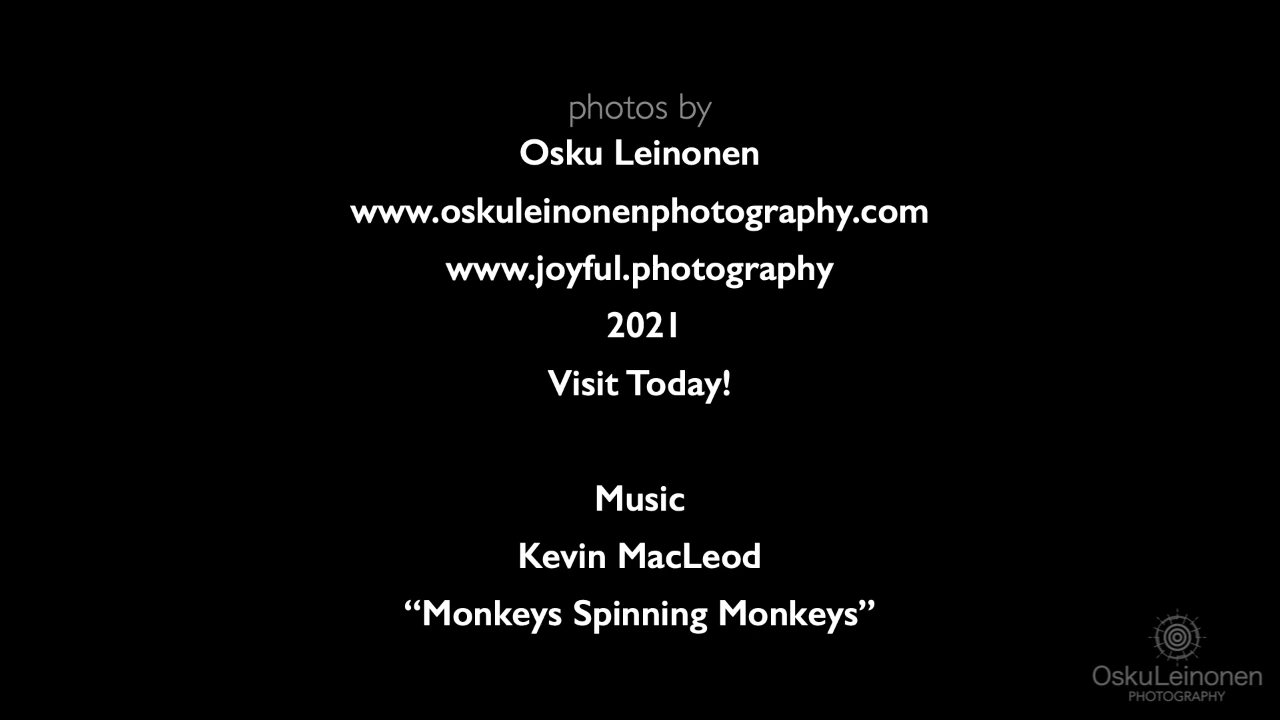 photos by
Osku Leinonen
www.oskuleinonenphotography.com
www.joyful.photography
2021
Visit Today!
Music
Kevin MacLeod
“Monkeys Spinning Monkeys”
OskuLeinonen
PHOTOGRAPHY